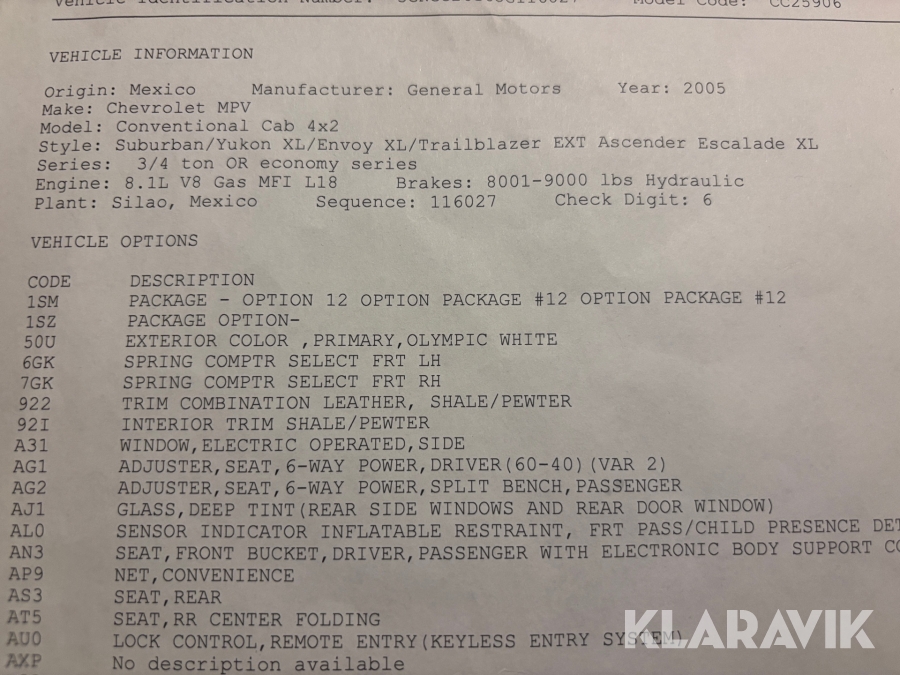 Vehicle Identification Number:
Model Code: CC25906
VEHICLE INFORMATION
Origin: Mexico Manufacturer: General Motors Year: 2005
Make: Chevrolet MPV
Model: Conventional Cab 4x2
Style: Suburban/Yukon XL/Envoy XL/Trailblazer EXT Ascender Escalade XL
Series: 3/4 ton OR economy series
Engine: 8.1L V8 Gas MFI L18 Brakes: 8001-9000 lbs Hydraulic
Plant: Silao, Mexico Sequence: 116027 Check Digit: 6
VEHICLE OPTIONS
CODE DESCRIPTION
1SM PACKAGE - OPTION 12 OPTION PACKAGE #12 OPTION PACKAGE #12
1SZ PACKAGE OPTION-
50U EXTERIOR COLOR ,PRIMARY,OLYMPIC WHITE
6GK SPRING COMPTR SELECT FRT LH
7GK SPRING COMPTR SELECT FRT RH
922 TRIM COMBINATION LEATHER, SHALE/PEWTER
92I INTERIOR TRIM SHALE/PEWTER
A31 WINDOW,ELECTRIC OPERATED,SIDE
AG1 ADJUSTER,SEAT,6-WAY POWER,DRIVER(60-40)(VAR 2)
AG2 ADJUSTER,SEAT,6-WAY POWER,SPLIT BENCH,PASSENGER
AJ1 GLASS,DEEP TINT(REAR SIDE WINDOWS AND REAR DOOR WINDOW)
AL0 SENSOR INDICATOR INFLATABLE RESTRAINT, FRT PASS/CHILD PRESENCE DET
AN3 SEAT,FRONT BUCKET,DRIVER,PASSENGER WITH ELECTRONIC BODY SUPPORT CO
AP9 NET,CONVENIENCE
AS3 SEAT,REAR
AT5 SEAT,RR CENTER FOLDING
AU0 LOCK CONTROL,REMOTE ENTRY(KEYLESS ENTRY SYSTEM)
AXP No description available
KLARAVIK